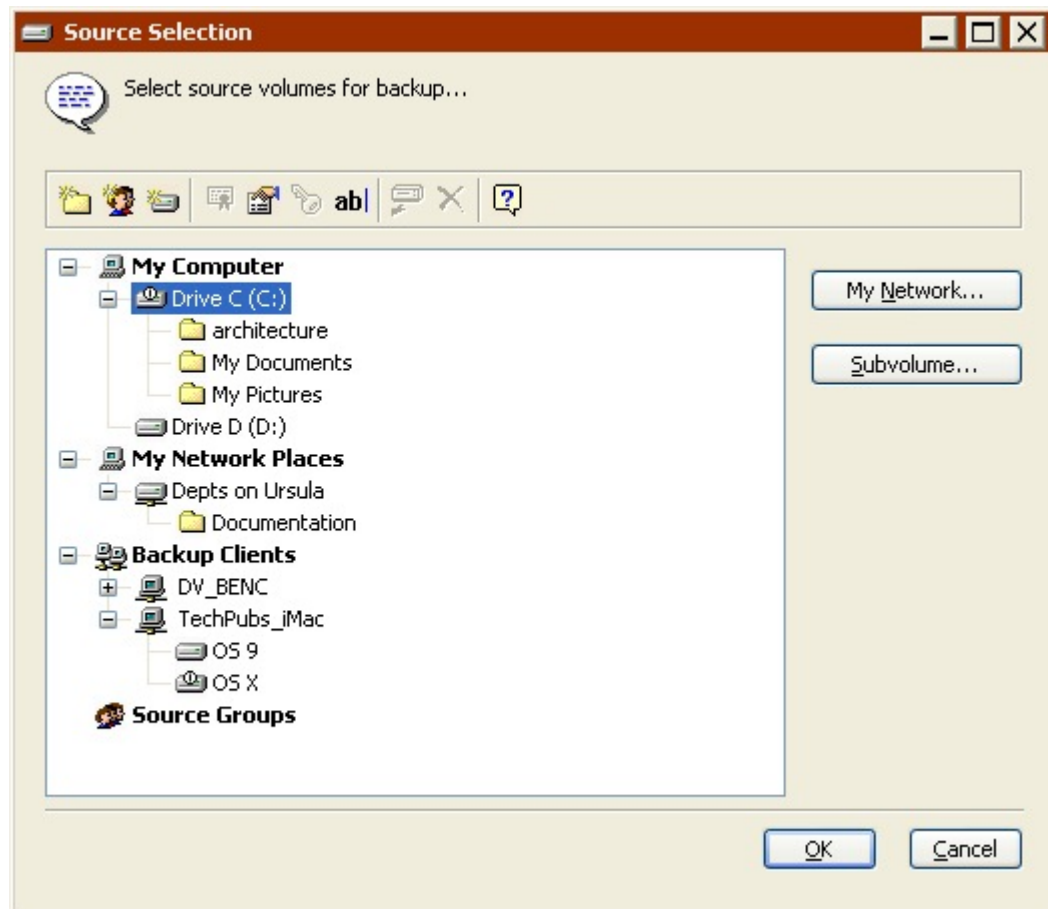 Source Selection
Select source volumes for backup...
ab|
My Computer
Drive C (C:)
My Network...
architecture
My Documents
Subvolume...
My Pictures
Drive D (D:)
My Network Places
Depts on Ursula
Documentation
Backup Clients
DV_BENC
TechPubs_iMac
OS 9
OS X
Source Groups
OK
Cancel